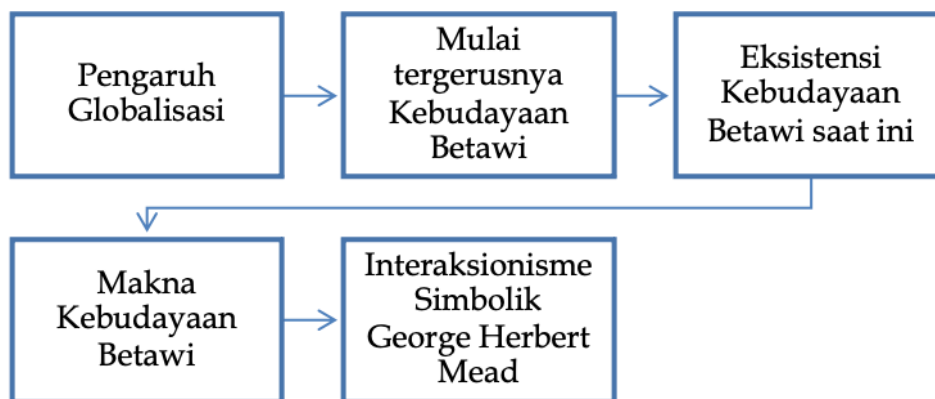 Pengaruh
Globalisasi
Mulai
tergerusnya
Kebudayaan
Betawi
Eksistensi
Kebudayaan
Betawi saat ini
Makna
Kebudayaan
Betawi
Interaksionisme
Simbolik
George Herbert
Mead